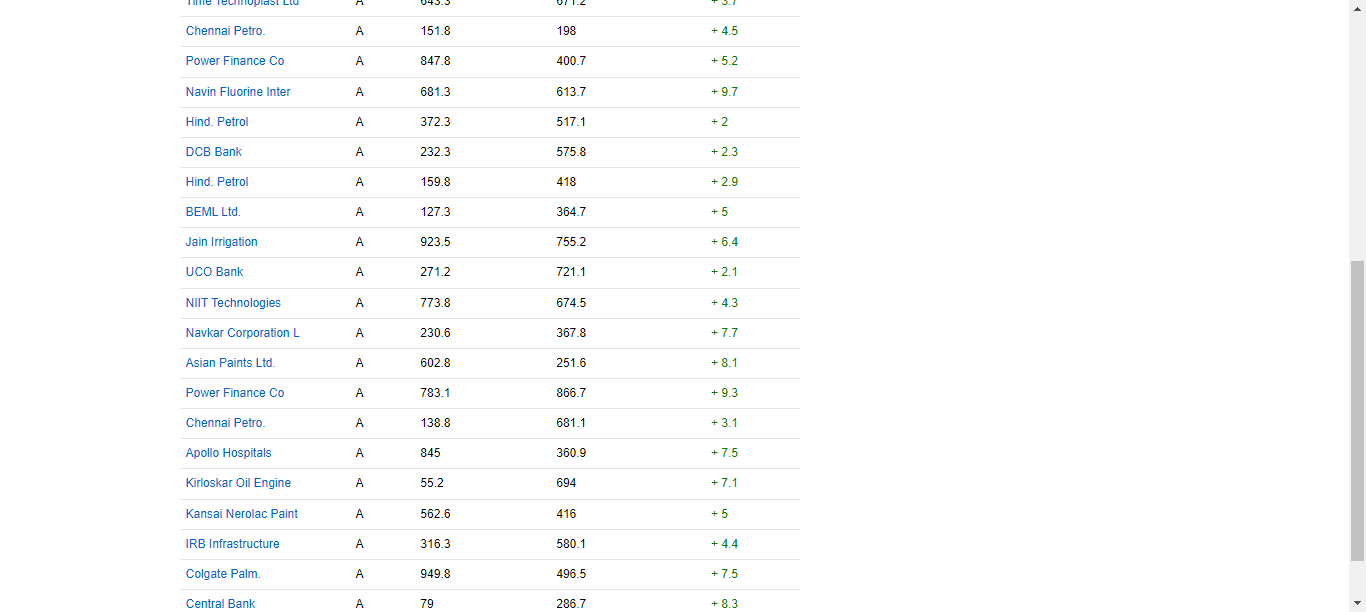 Time Technoplast Ltd A 643.3 671.2 + 3.7
Chennai Petro. A 151.8 198 + 4.5
Power Finance Co A 847.8 400.7 + 5.2
Navin Fluorine Inter A 681.3 613.7 + 9.7
Hind. Petrol A 372.3 517.1 + 2
DCB Bank A 232.3 575.8 + 2.3
Hind. Petrol A 159.8 418 + 2.9
BEML Ltd. A 127.3 364.7 + 5
Jain Irrigation A 923.5 755.2 + 6.4
UCO Bank A 271.2 721.1 + 2.1
NIIT Technologies A 773.8 674.5 + 4.3
Navkar Corporation L A 230.6 367.8 + 7.7
Asian Paints Ltd. A 602.8 251.6 + 8.1
Power Finance Co A 783.1 866.7 + 9.3
Chennai Petro. A 138.8 681.1 + 3.1
Apollo Hospitals A 845 360.9 + 7.5
Kirloskar Oil Engine A 55.2 694 + 7.1
Kansai Nerolac Paint A 562.6 416 + 5
IRB Infrastructure A 316.3 580.1 + 4.4
Colgate Palm. A 949.8 496.5 + 7.5
Central Bank A 79 286.7 + 8.3